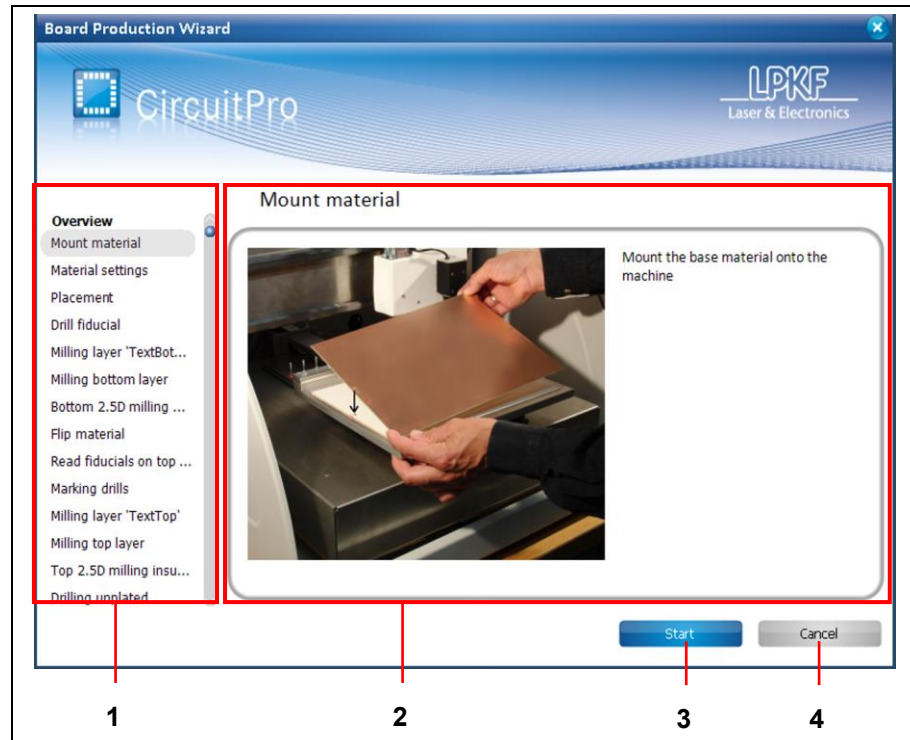 Board Production Wizard
CircuitPro
LPKF
Laser & Electronics
Overview
Mount material
Material settings
Placement
Drill fiducial
Milling layer 'TextBot...
Milling bottom layer
Bottom 2.5D milling ...
Flip material
Read fiducials on top ...
Marking drills
Milling layer 'TextTop'
Milling top layer
Top 2.5D milling insu...
Drilling unplated
Mount material
Mount the base material onto the
machine
Start
Cancel
1
2
3
4